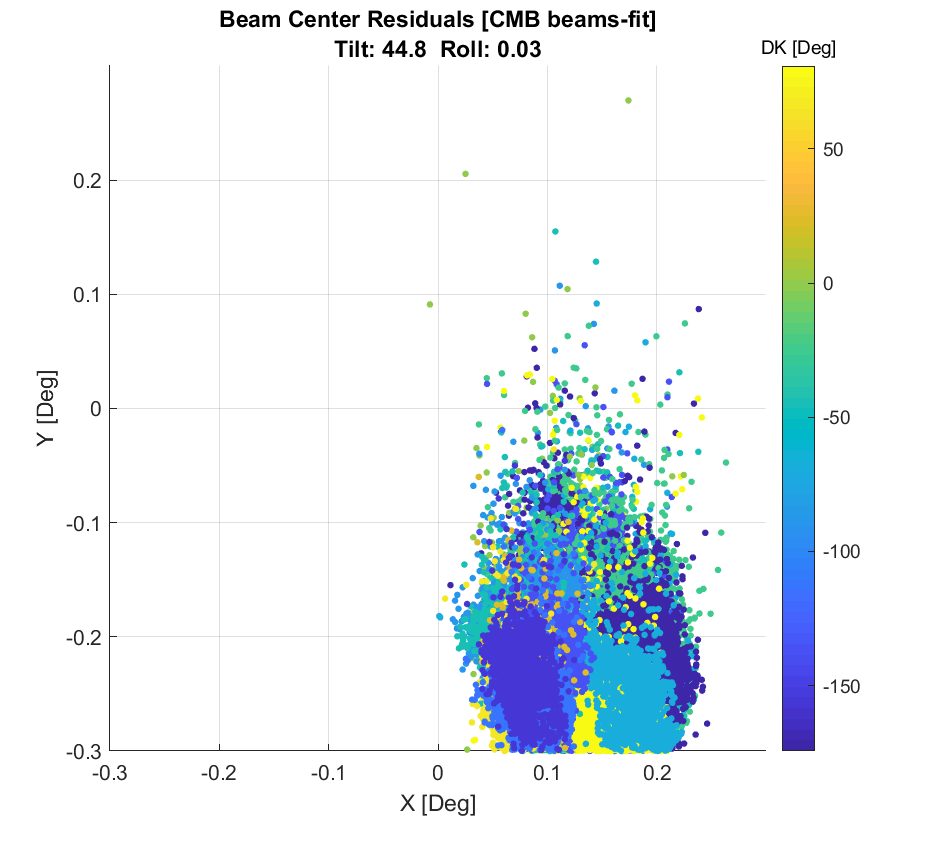 Beam Center Residuals [CMB beams-fit]
Tilt: 44.8 Roll: 0.03
DK [Deg]
50
0
-50
-100
-150
0.2
0.1
0
-0.1
-0.2
-0.3
Y [Deg]
-0.3 -0.2 -0.1 0 0.1 0.2
X [Deg]